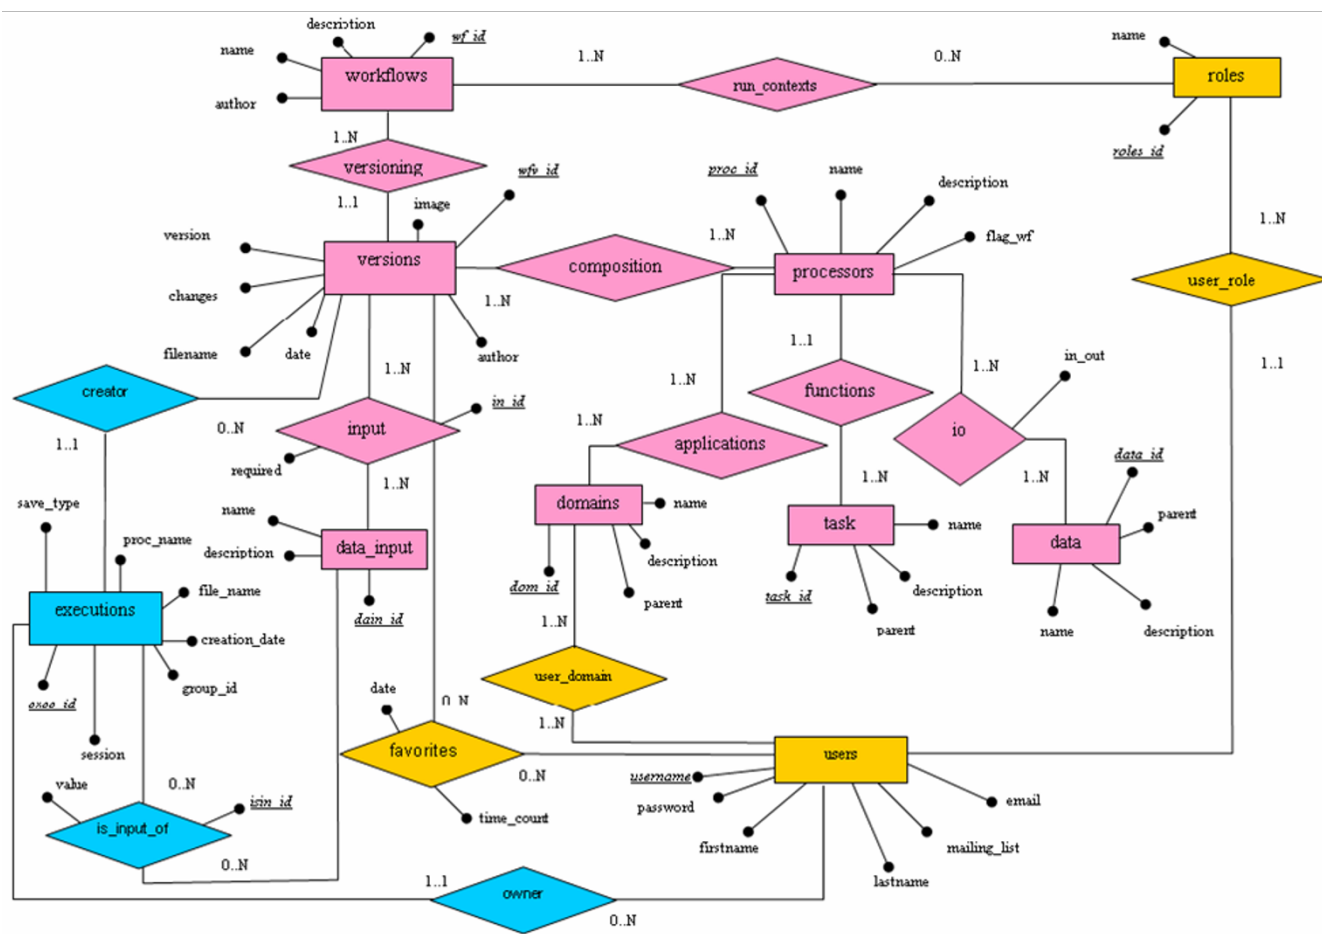 description
wf_id
name
name
1..N
0..N
workflows
roles
run_contexts
author
1..N
roles_id
versioning
wfv_id
proc_id
name
description
1..1
image
1..N
version
1..N
flag_wf
versions
composition
processors
user_role
changes
1..N
filename
date
author
1..1
in_out
1..1
1..N
1..N
1..N
creator
functions
in_id
1..N
0..N
input
applications
io
1..1
required
data_id
1..N
1..N
1..N
save_type
name
domains
name
parent
proc_name
task
name
description
data_input
data
description
file_name
dom_id
parent
task_id
description
executions
dain_id
parent
name
description
creation_date
1..N
group_id
user_domain
session
date
0..N
1..N
favorites
users
value
0..N
0..N
username
isin_id
password
email
time_count
is_input_of
firstname
mailing_list
0..N
lastname
1..1
owner
0..N